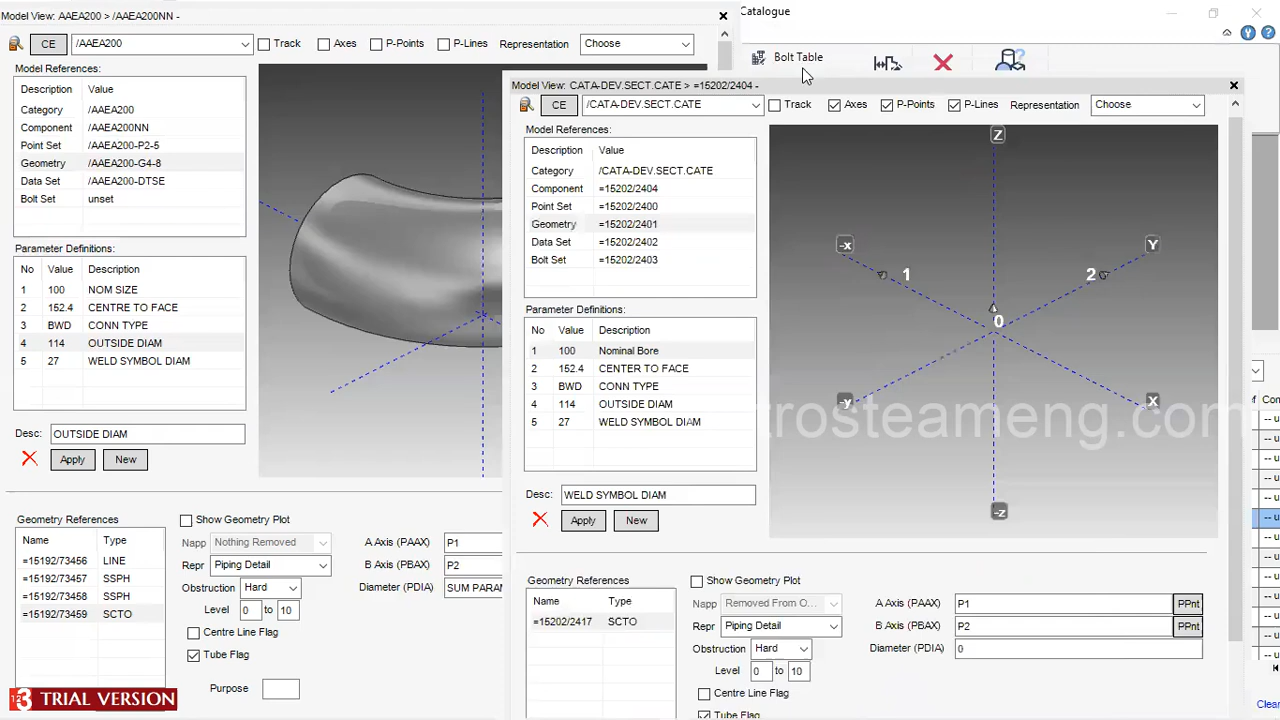 Model View: AAEA200 > /AAEA200NN -
CE /AAEA200 Track Axes P-Points P-Lines Representation Choose
Model References:
Description Value
Category /AAEA200
Component /AAEA200NN
Point Set /AAEA200-P2-5
Geometry /AAEA200-G4-8
Data Set /AAEA200-DTSE
Bolt Set unset
Parameter Definitions:
No Value Description
1 100 NOM SIZE
2 152.4 CENTRE TO FACE
3 BWD CONN TYPE
4 114 OUTSIDE DIAM
5 27 WELD SYMBOL DIAM
Desc: OUTSIDE DIAM
Apply New
Geometry References
Name Type
=15192/73456 LINE
=15192/73457 SSPH
=15192/73458 SSPH
=15192/73459 SCTO
Show Geometry Plot
Napp Nothing Removed
Repr Piping Detail
Obstruction Hard
Level 0 to 10
Centre Line Flag
Tube Flag
Purpose
A Axis (PAAX) P1
B Axis (PBAX) P2
Diameter (PDIA) SUM PARAM
TRIAL VERSION
Catalogue
Bolt Table
Model View: CATA-DEV.SECT.CATE > =15202/2404 -
CE /CATA-DEV.SECT.CATE Track Axes P-Points P-Lines Representation Choose
Model References:
Description Value
Category /CATA-DEV.SECT.CATE
Component =15202/2404
Point Set =15202/2400
Geometry =15202/2401
Data Set =15202/2402
Bolt Set =15202/2403
Parameter Definitions:
No Value Description
1 100 Nominal Bore
2 152.4 CENTER TO FACE
3 BWD CONN TYPE
4 114 OUTSIDE DIAM
5 27 WELD SYMBOL DIAM
Desc: WELD SYMBOL DIAM
Apply New
Z
-x
Y
1
2
0
-y
X
-z
trosteameng.com
Geometry References
Name Type
=15202/2417 SCTO
Show Geometry Plot
Napp Removed From O...
Repr Piping Detail
Obstruction Hard
Level 0 to 10
Centre Line Flag
Tube Flag
A Axis (PAAX) P1 PPnt
B Axis (PBAX) P2 PPnt
Diameter (PDIA) 0